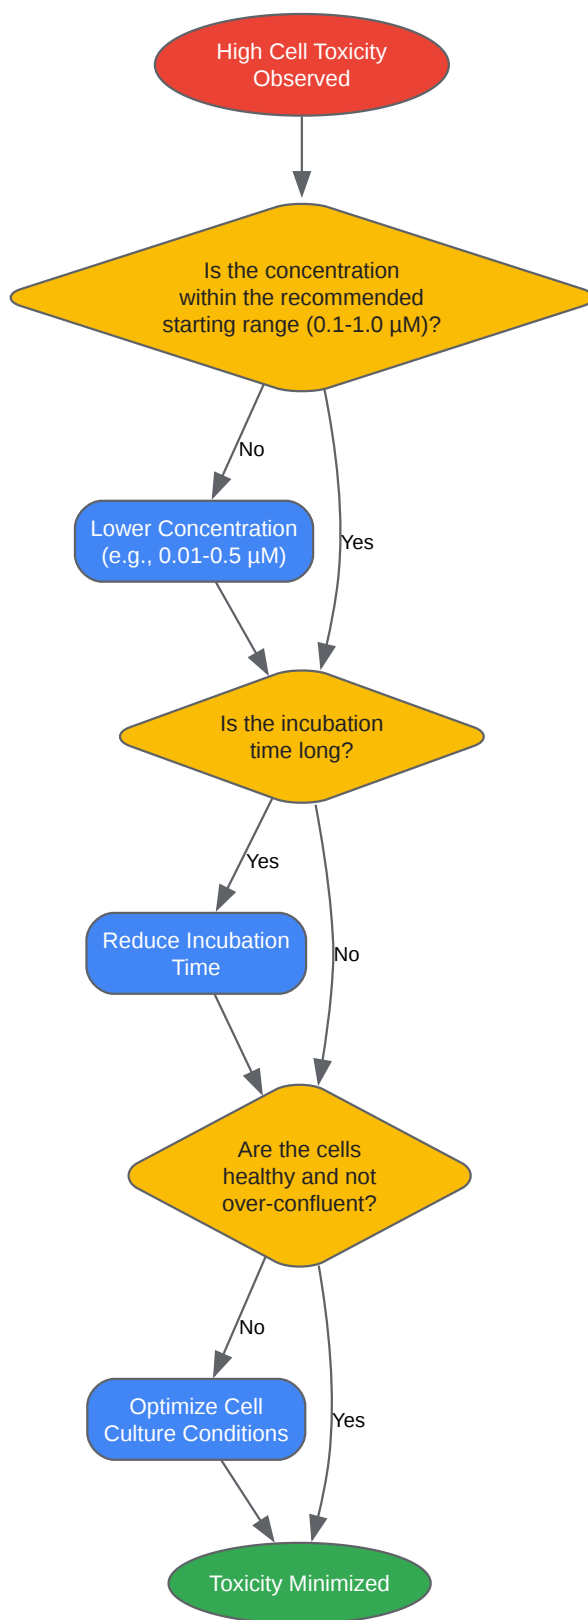 High Cell Toxicity
Observed
Is the concentration
within the recommended
starting range (0.1-1.0 µM)?
No
Lower Concentration
(e.g., 0.01-0.5 µM)
Yes
Is the incubation
time long?
Yes
Reduce Incubation
Time
No
Are the cells
healthy and not
over-confluent?
No
Optimize Cell
Culture Conditions
Yes
Toxicity Minimized